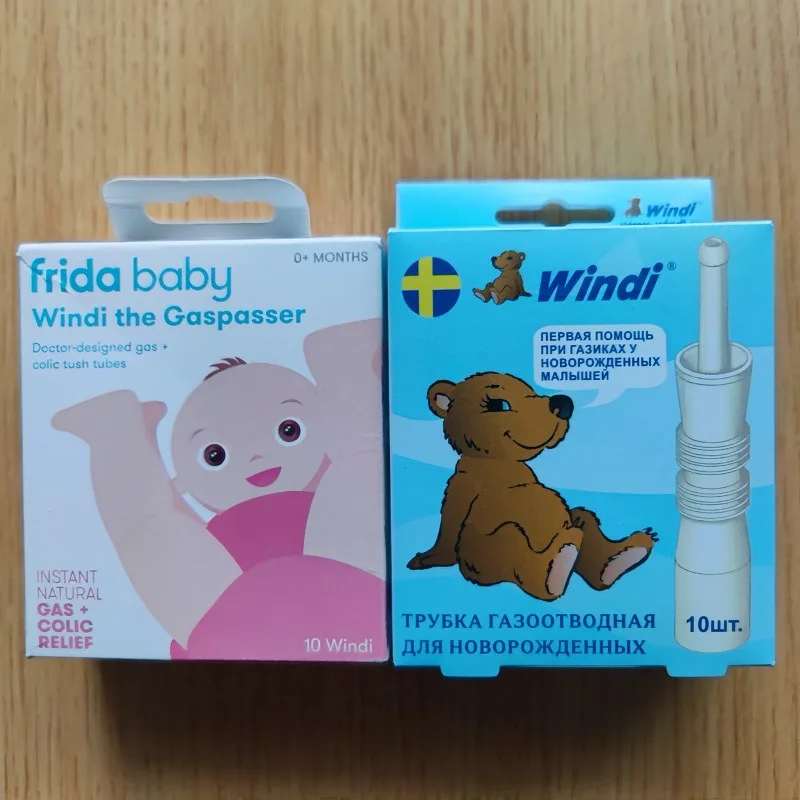 frida baby
0+ MONTHS
Windi the Gaspasser
Doctor-designed gas +
colic tush tubes
INSTANT
NATURAL
GAS +
COLIC
RELIEF
10 Windi
Windi
Windi®
ПЕРВАЯ ПОМОЩЬ
ПРИ ГАЗИКАХ У
НОВОРОЖДЕННЫХ
МАЛЫШЕЙ
ТРУБКА ГАЗООТВОДНАЯ
ДЛЯ НОВОРОЖДЕННЫХ
10шт.